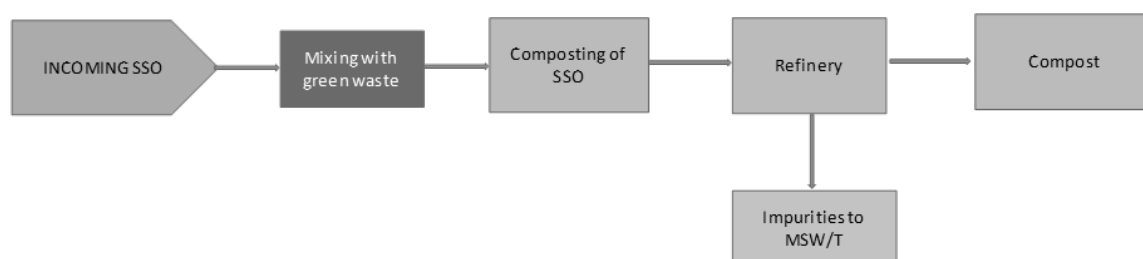 INCOMING SSO
Mixing with
green waste
Composting of
SSO
Refinery
Compost
Impurities to
MSW/T